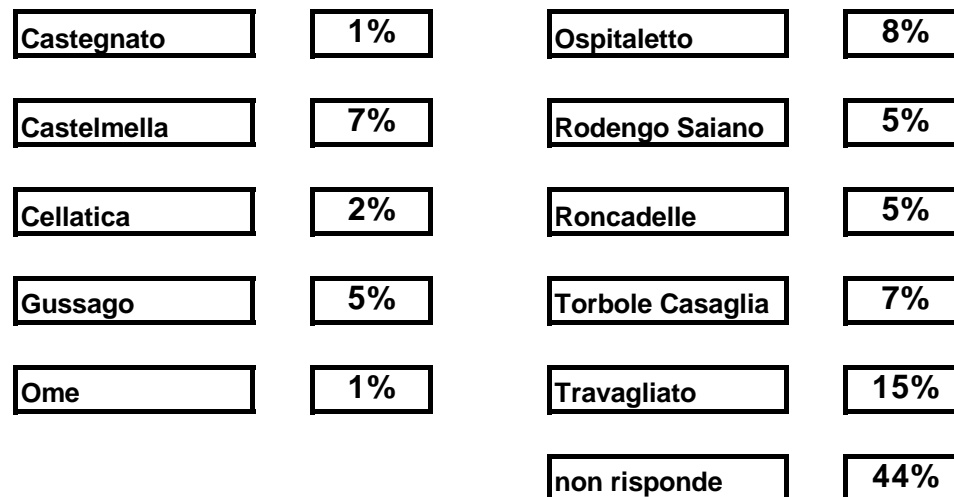 Castegnato 1% Ospitaletto 8%
Castelmella 7% Rodengo Saiano 5%
Cellatica 2% Roncadelle 5%
Gussago 5% Torbole Casaglia 7%
Ome 1% Travagliato 15%
non risponde 44%